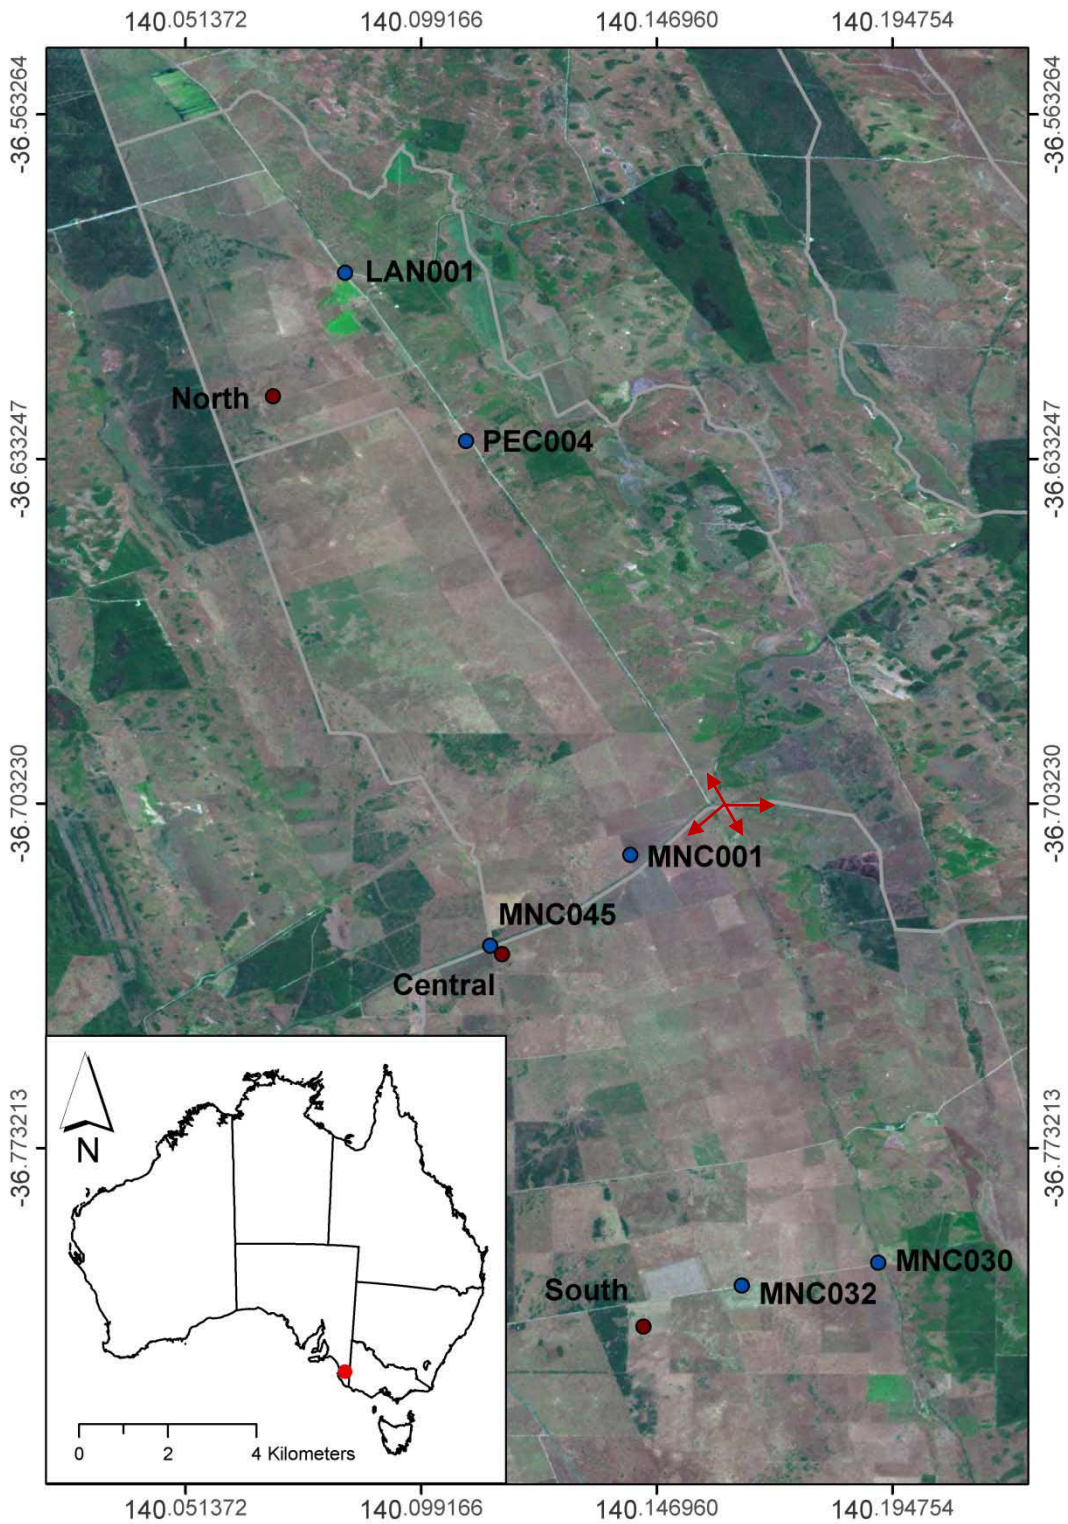 140.051372 140.099166 140.146960 140.194754
-36.563264 -36.563264
LAN001
North
PEC004
-36.633247 -36.633247
-36.703230 -36.703230
MNC001
MNC045
Central
N
-36.773213 -36.773213
MNC030
South
MNC032
0 2 4 Kilometers
140.051372 140.099166 140.146960 140.194754